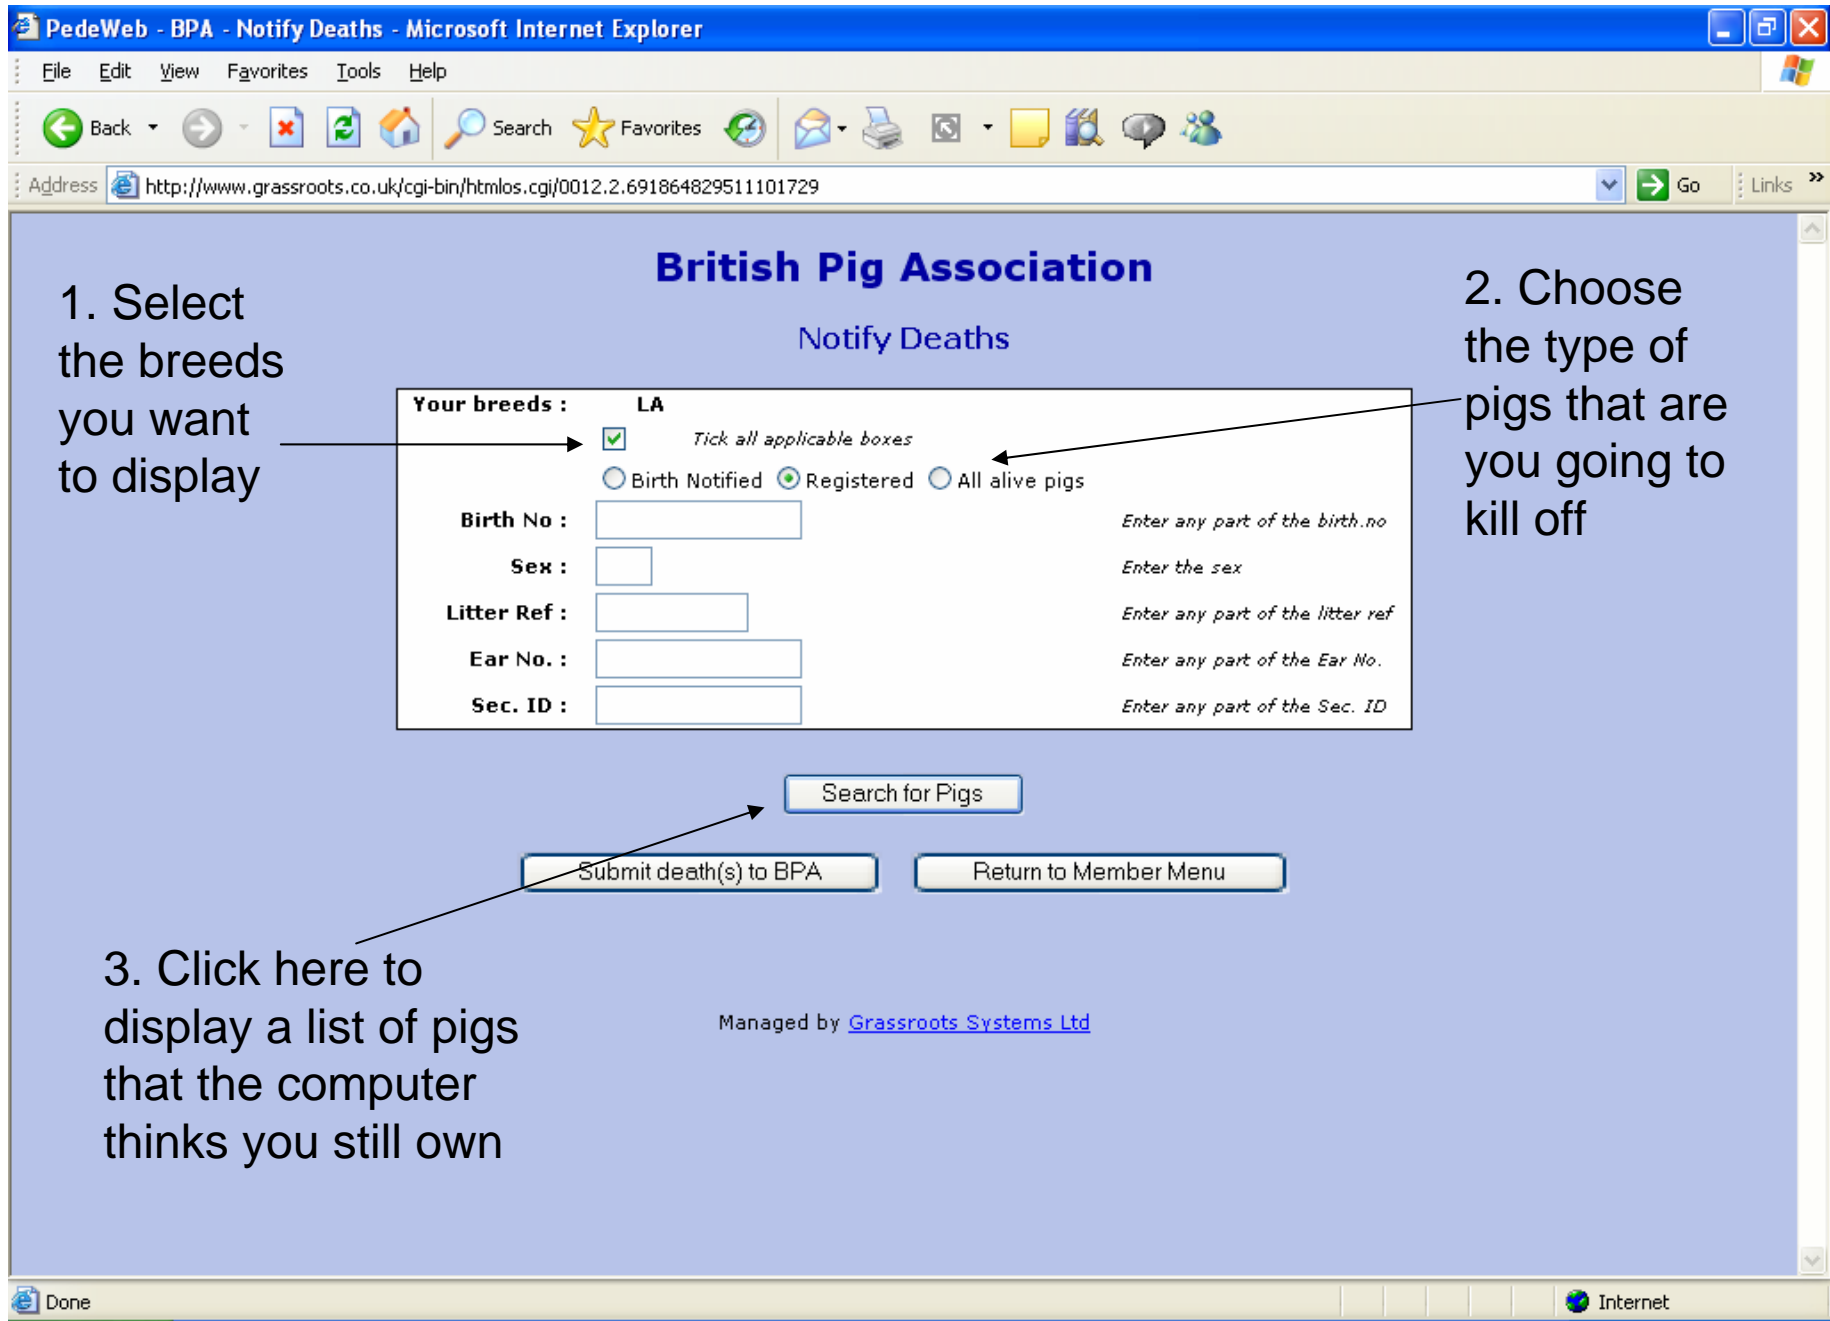 PedeWeb - BPA - Notify Deaths - Microsoft Internet Explorer
File Edit View Favorites Tools Help
Back Search Favorites
Address http://www.grassroots.co.uk/cgi-bin/htmlos.cgi/0012.2.691864829511101729 Go Links »
British Pig Association
Notify Deaths
1. Select
the breeds
you want
to display
2. Choose
the type of
pigs that are
you going to
kill off
Your breeds : LA
Tick all applicable boxes
Birth Notified Registered All alive pigs
Birth No : Enter any part of the birth.no
Sex : Enter the sex
Litter Ref : Enter any part of the litter ref
Ear No. : Enter any part of the Ear No.
Sec. ID : Enter any part of the Sec. ID
Search for Pigs
Submit death(s) to BPA Return to Member Menu
3. Click here to
display a list of pigs
that the computer
thinks you still own
Managed by Grassroots Systems Ltd
Done Internet